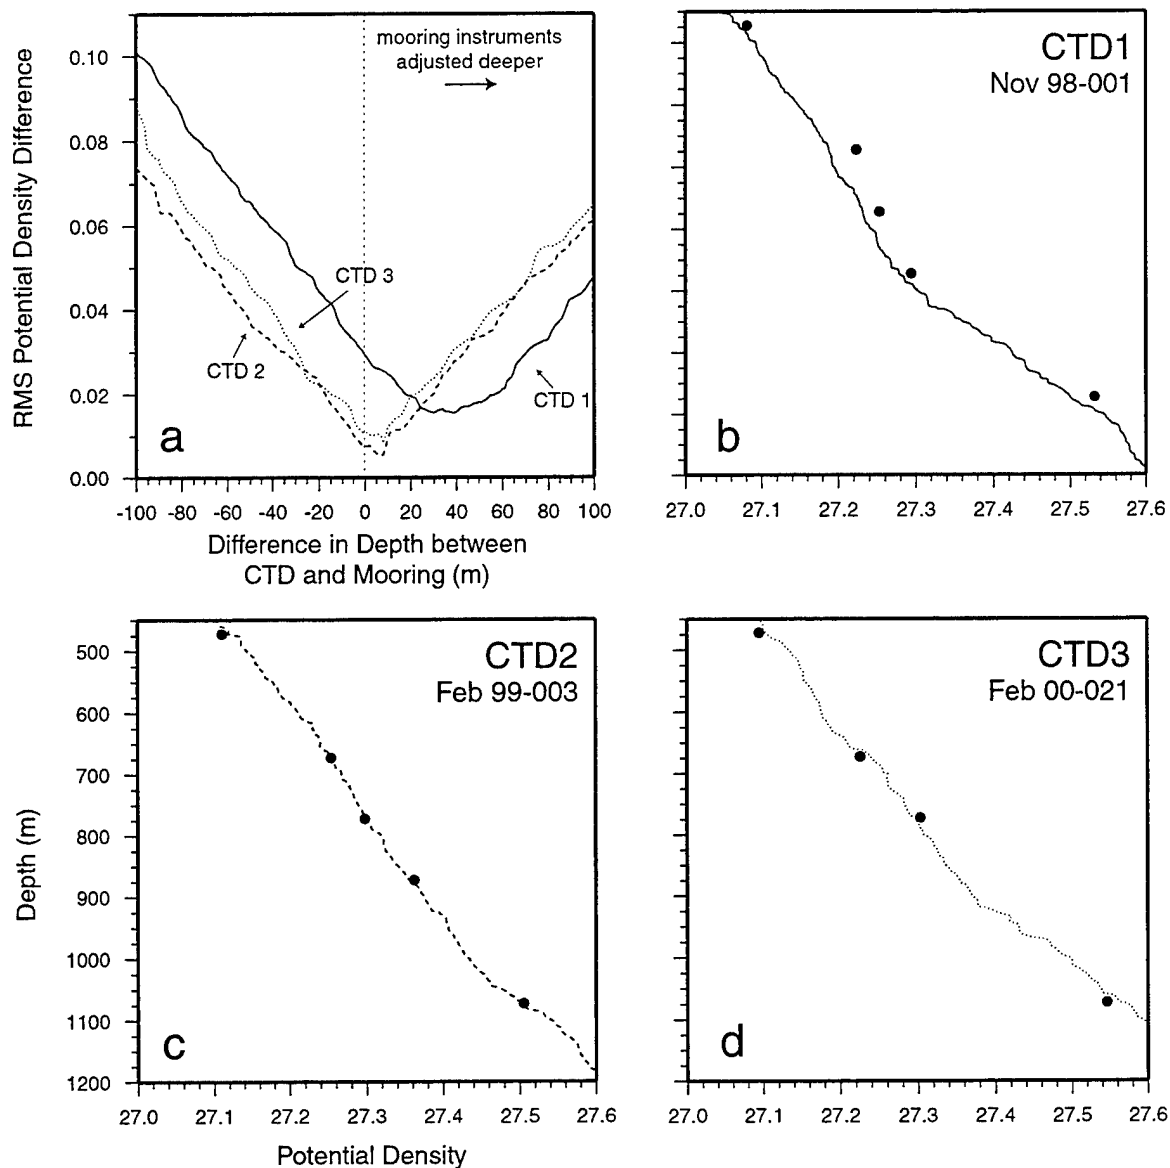 RMS Potential Density Difference
0.10
0.08
0.06
0.04
0.02
0.00
mooring instruments
adjusted deeper
CTD 3
CTD 2
CTD 1
a
-100 -80 -60 -40 -20 0 20 40 60 80 100
Difference in Depth between
CTD and Mooring (m)
CTD1
Nov 98-001
b
27.0 27.1 27.2 27.3 27.4 27.5 27.6
Depth (m)
500
600
700
800
900
1000
1100
1200
CTD2
Feb 99-003
c
27.0 27.1 27.2 27.3 27.4 27.5 27.6
Potential Density
CTD3
Feb 00-021
d
27.0 27.1 27.2 27.3 27.4 27.5 27.6